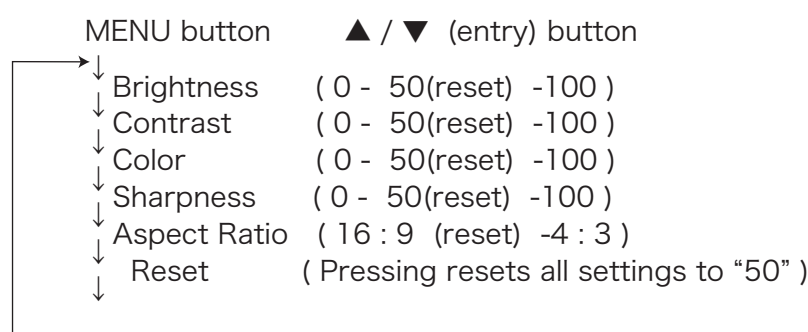 MENU button ▲ / ▼ (entry) button
↓
Brightness ( 0 - 50(reset) -100 )
↓
Contrast ( 0 - 50(reset) -100 )
↓
Color ( 0 - 50(reset) -100 )
↓
Sharpness ( 0 - 50(reset) -100 )
↓
Aspect Ratio ( 16 : 9 (reset) -4 : 3 )
↓
Reset ( Pressing resets all settings to “50” )
↓